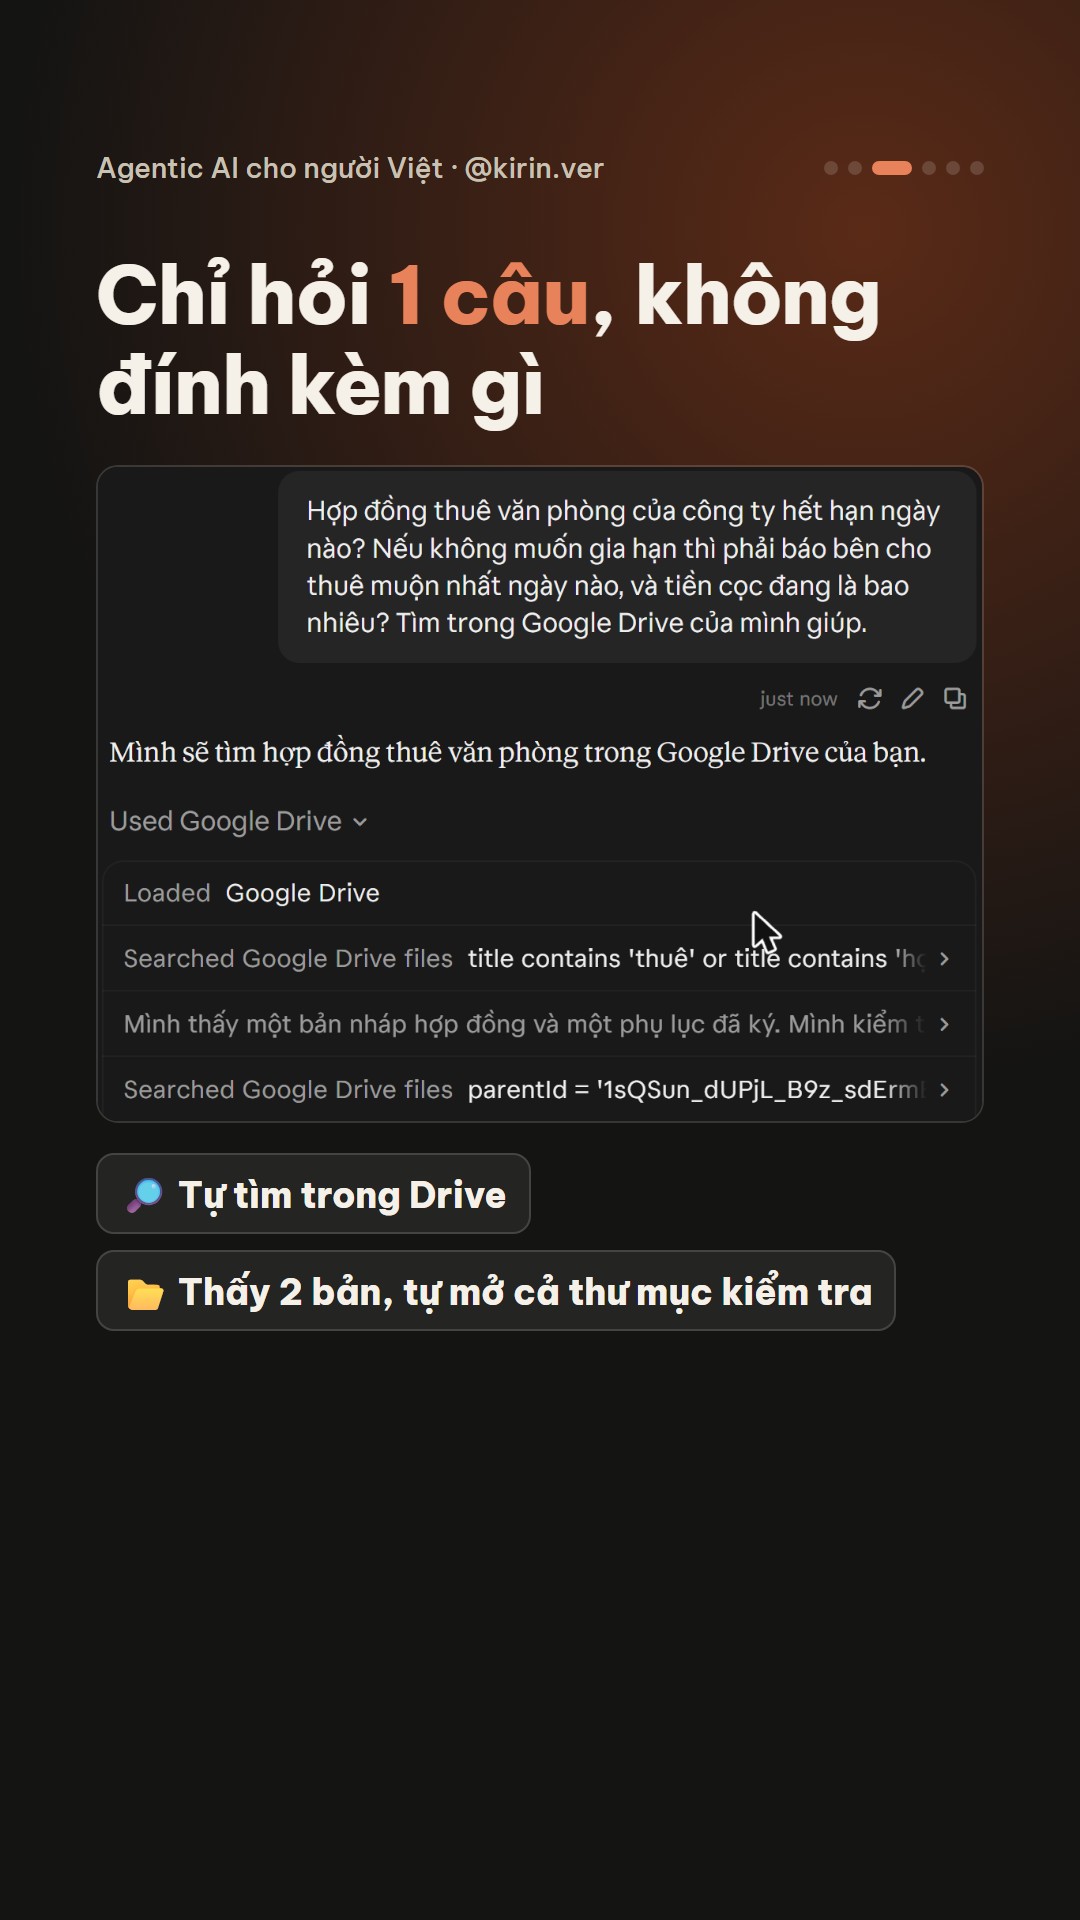 Agentic AI cho người Việt · @kirin.ver
Chỉ hỏi 1 câu, không
đính kèm gì
Hợp đồng thuê văn phòng của công ty hết hạn ngày
nào? Nếu không muốn gia hạn thì phải báo bên cho
thuê muộn nhất ngày nào, và tiền cọc đang là bao
nhiêu? Tìm trong Google Drive của mình giúp.
just now
Mình sẽ tìm hợp đồng thuê văn phòng trong Google Drive của bạn.
Used Google Drive
Loaded Google Drive
Searched Google Drive files title contains 'thuê' or title contains
Mình thấy một bản nháp hợp đồng và một phụ lục đã ký. Mình kiểm
Searched Google Drive files parentId = '1sQSun_dUPjL_B9z_sdErm
🔎 Tự tìm trong Drive
📂 Thấy 2 bản, tự mở cả thư mục kiểm tra